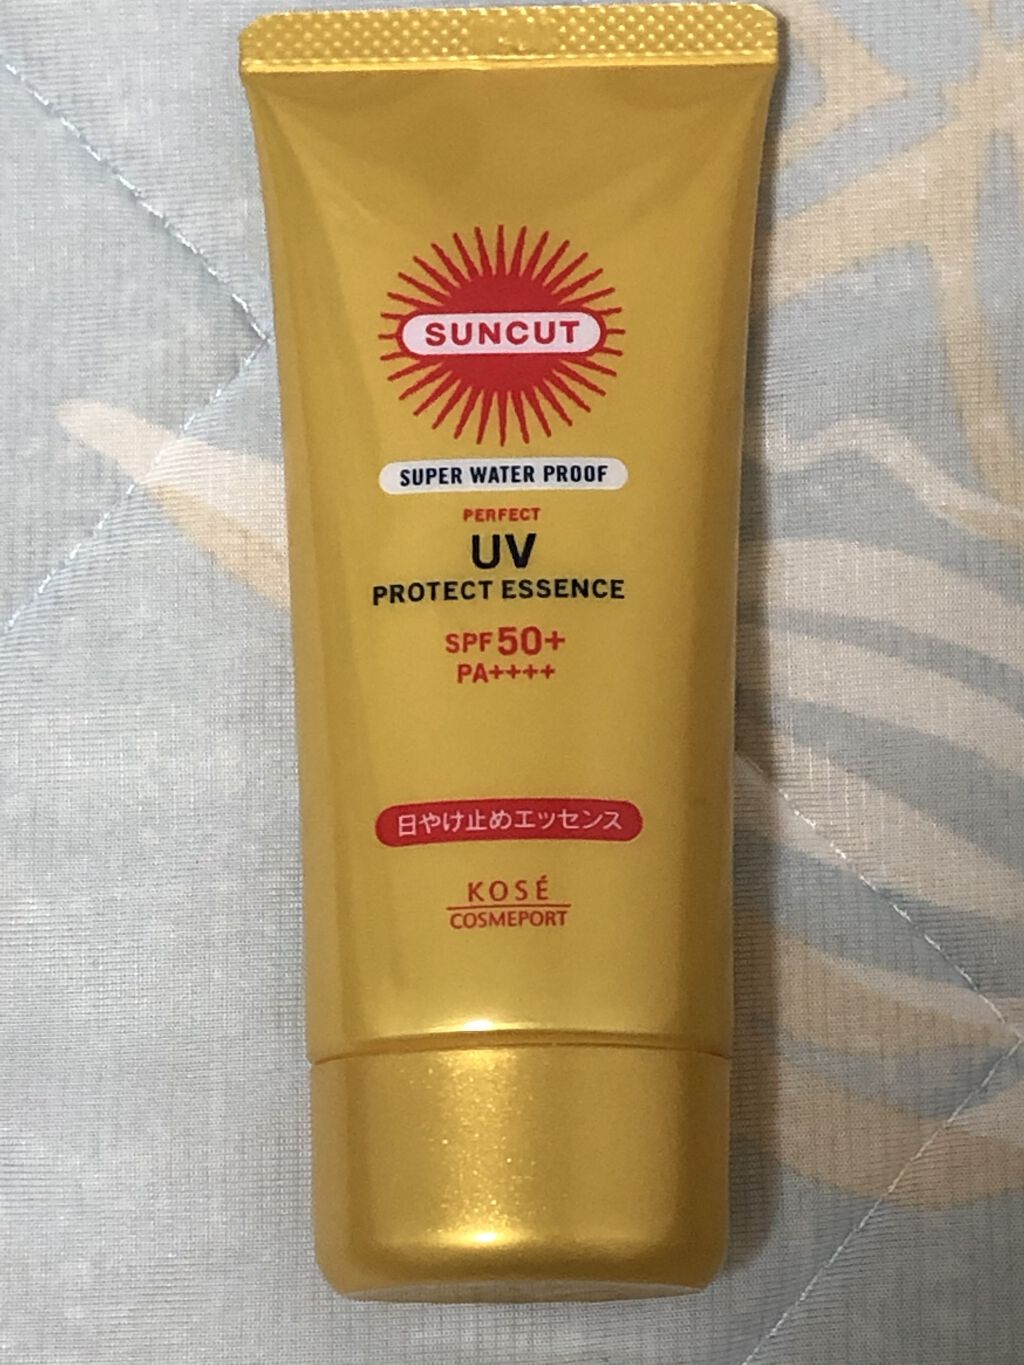 SUNCUT
SUPER WATER PROOF
PERFECT
UV
PROTECT ESSENCE
SPF50+
PA++++
日やけ止めエッセンス
KOSÉ
COSMEPORT